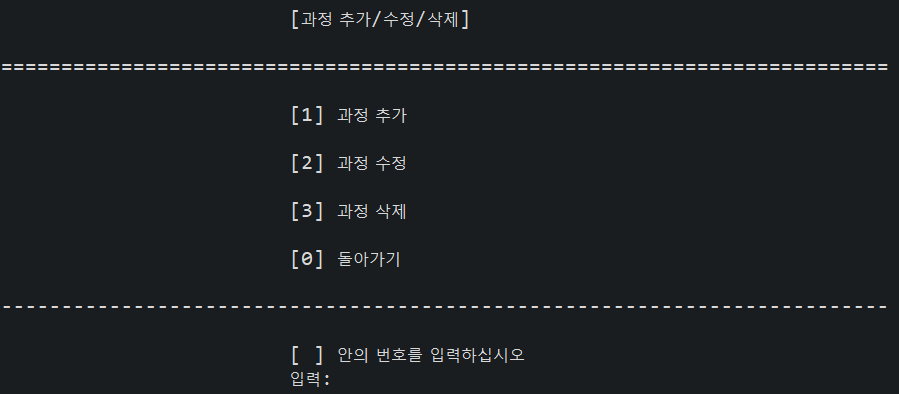 [과정 추가/수정/삭제]
==========================================================================
[1] 과정 추가
[2] 과정 수정
[3] 과정 삭제
[0] 돌아가기
--------------------------------------------------------------------------
[ ] 안의 번호를 입력하십시오
입력: